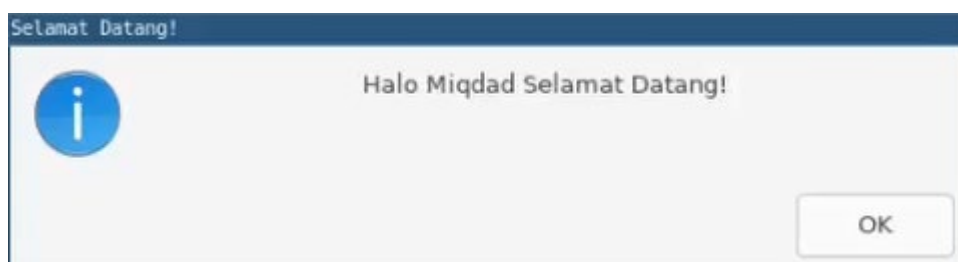 Selamat Datang!
Halo Miqdad Selamat Datang!
OK